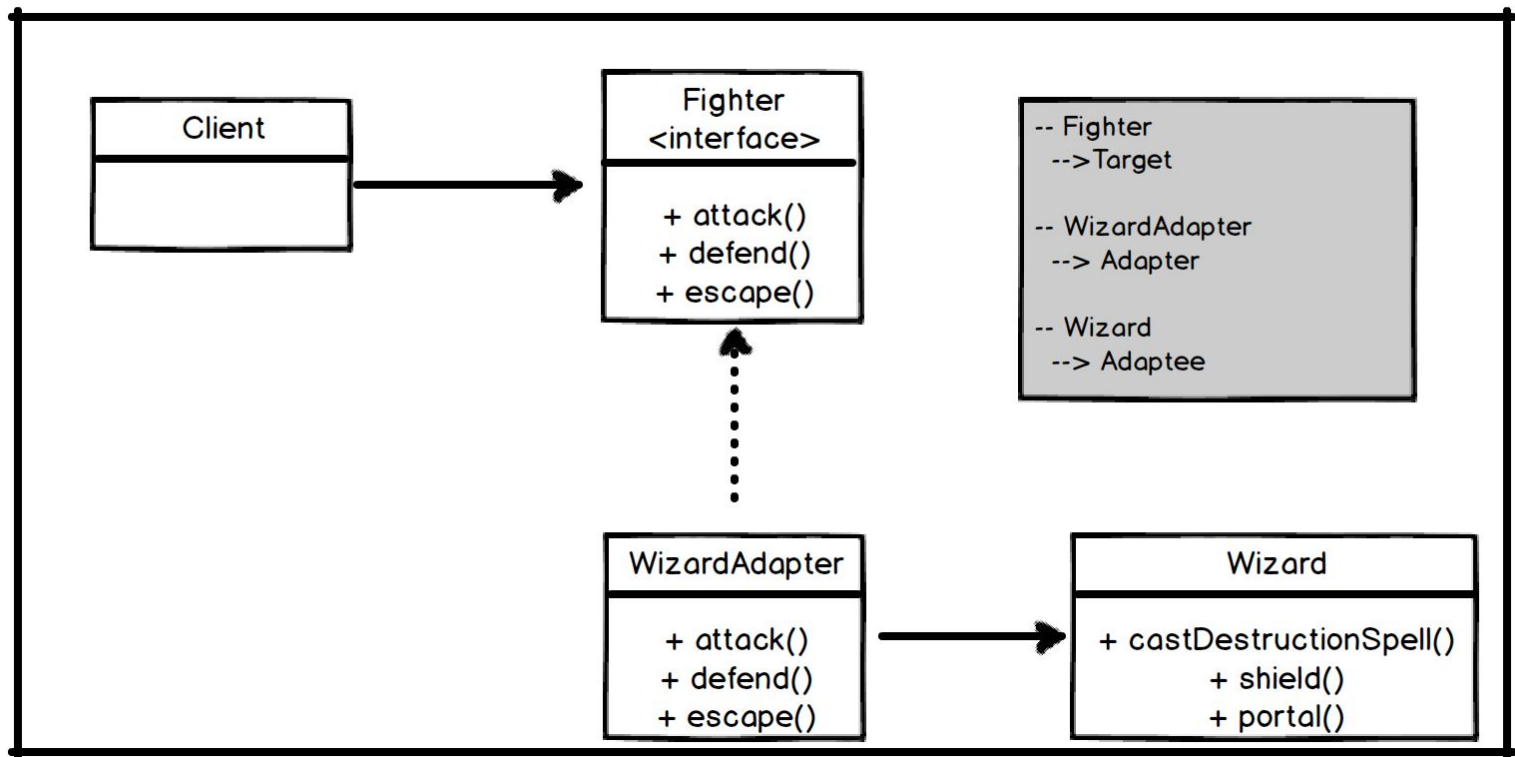 Client
Fighter
<interface>
+ attack()
+ defend()
+ escape()
-- Fighter
-->Target
-- WizardAdapter
--> Adapter
-- Wizard
--> Adaptee
WizardAdapter
+ attack()
+ defend()
+ escape()
Wizard
+ castDestructionSpell()
+ shield()
+ portal()